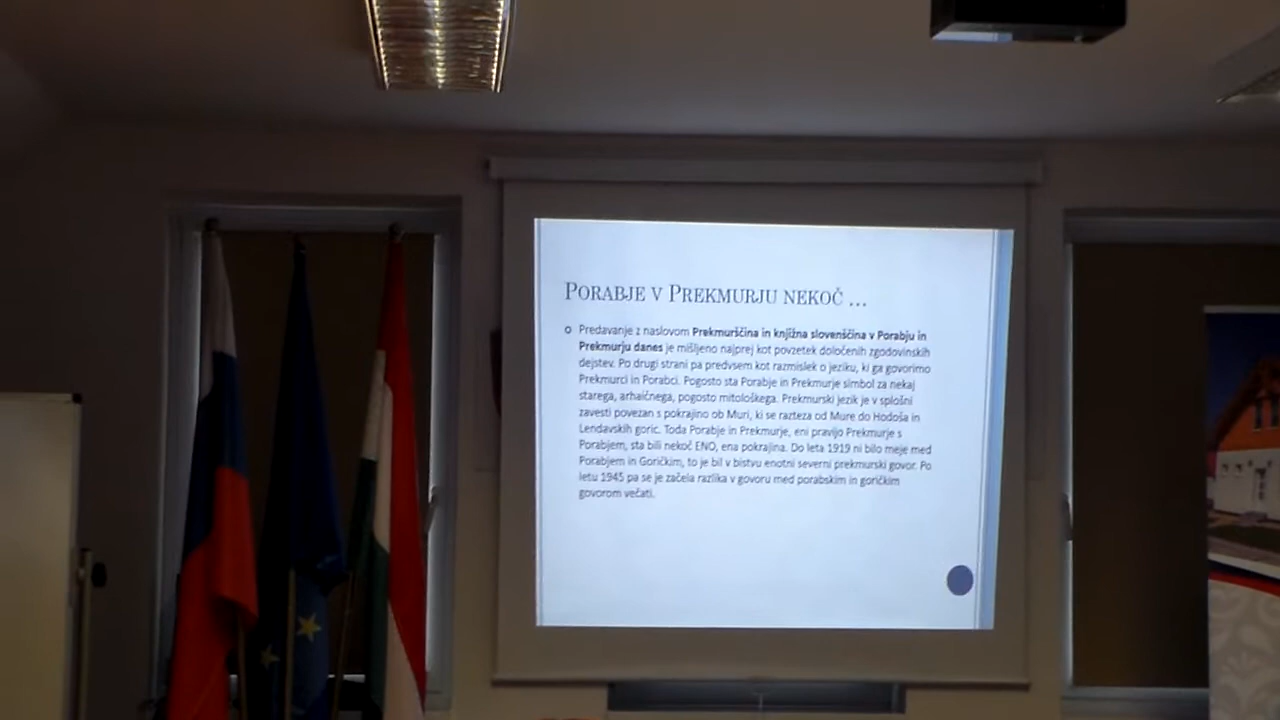 PORABJE V PREKMURJU NEKOČ ...
Predavanje z naslovom Prekmurščina in knjižna slovenščina v Porabju in
Prekmurju danes je mišljeno najprej kot povzetek določenih zgodovinskih
dejstev. Po drugi strani pa predvsem kot razmislek o jeziku, ki ga govorimo
Prekmurci in Porabci. Pogosto sta Porabje in Prekmurje simbol za nekaj
starega, arhaičnega, pogosto mitološkega. Prekmurski jezik je v splošni
zavesti povezan s pokrajino ob Muri, ki se razteza od Mure do Hodoša in
Lendavskih goric. Toda Porabje in Prekmurje, eni pravijo Prekmurje s
Porabjem, sta bili nekoč ENO, ena pokrajina. Do leta 1919 ni bilo meje med
Porabjem in Goričkim, to je bil v bistvu enotni severni prekmurski govor. Po
letu 1945 pa se je začela razlika v govoru med porabskim in goričkim
govorom večati.